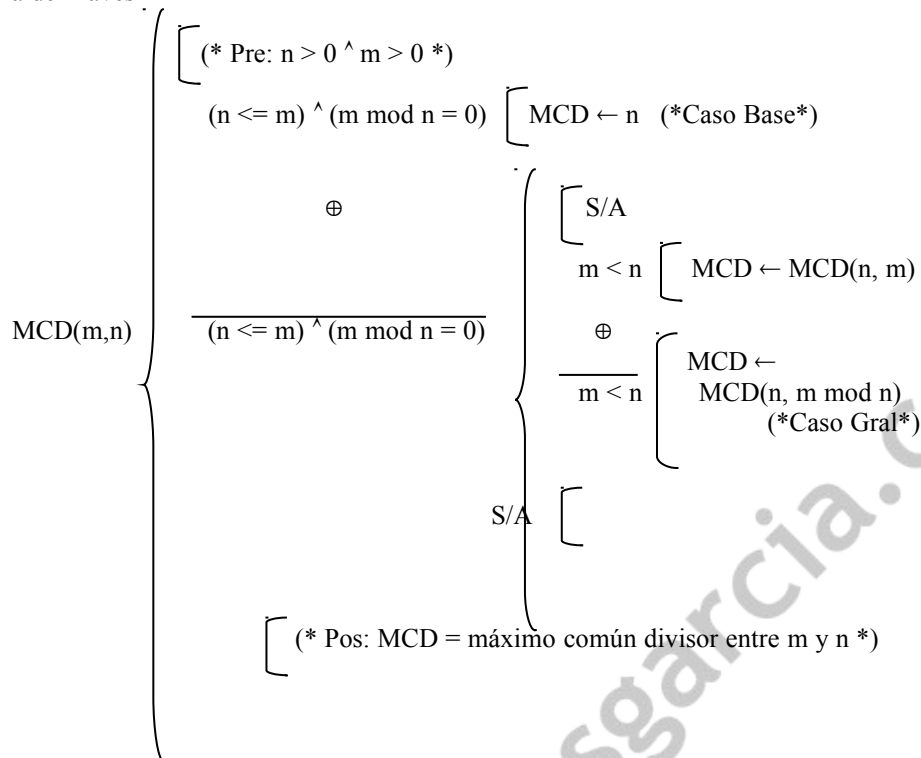 (* Pre: n > 0 ^ m > 0 *)
(n <= m) ^ (m mod n = 0) MCD ← n (*Caso Base*)
⊕ S/A
m < n MCD ← MCD(n, m)
MCD(m,n) (n <= m) ^ (m mod n = 0) ⊕
MCD ←
m < n MCD(n, m mod n)
(*Caso Gral*)
S/A
(* Pos: MCD = máximo común divisor entre m y n *)